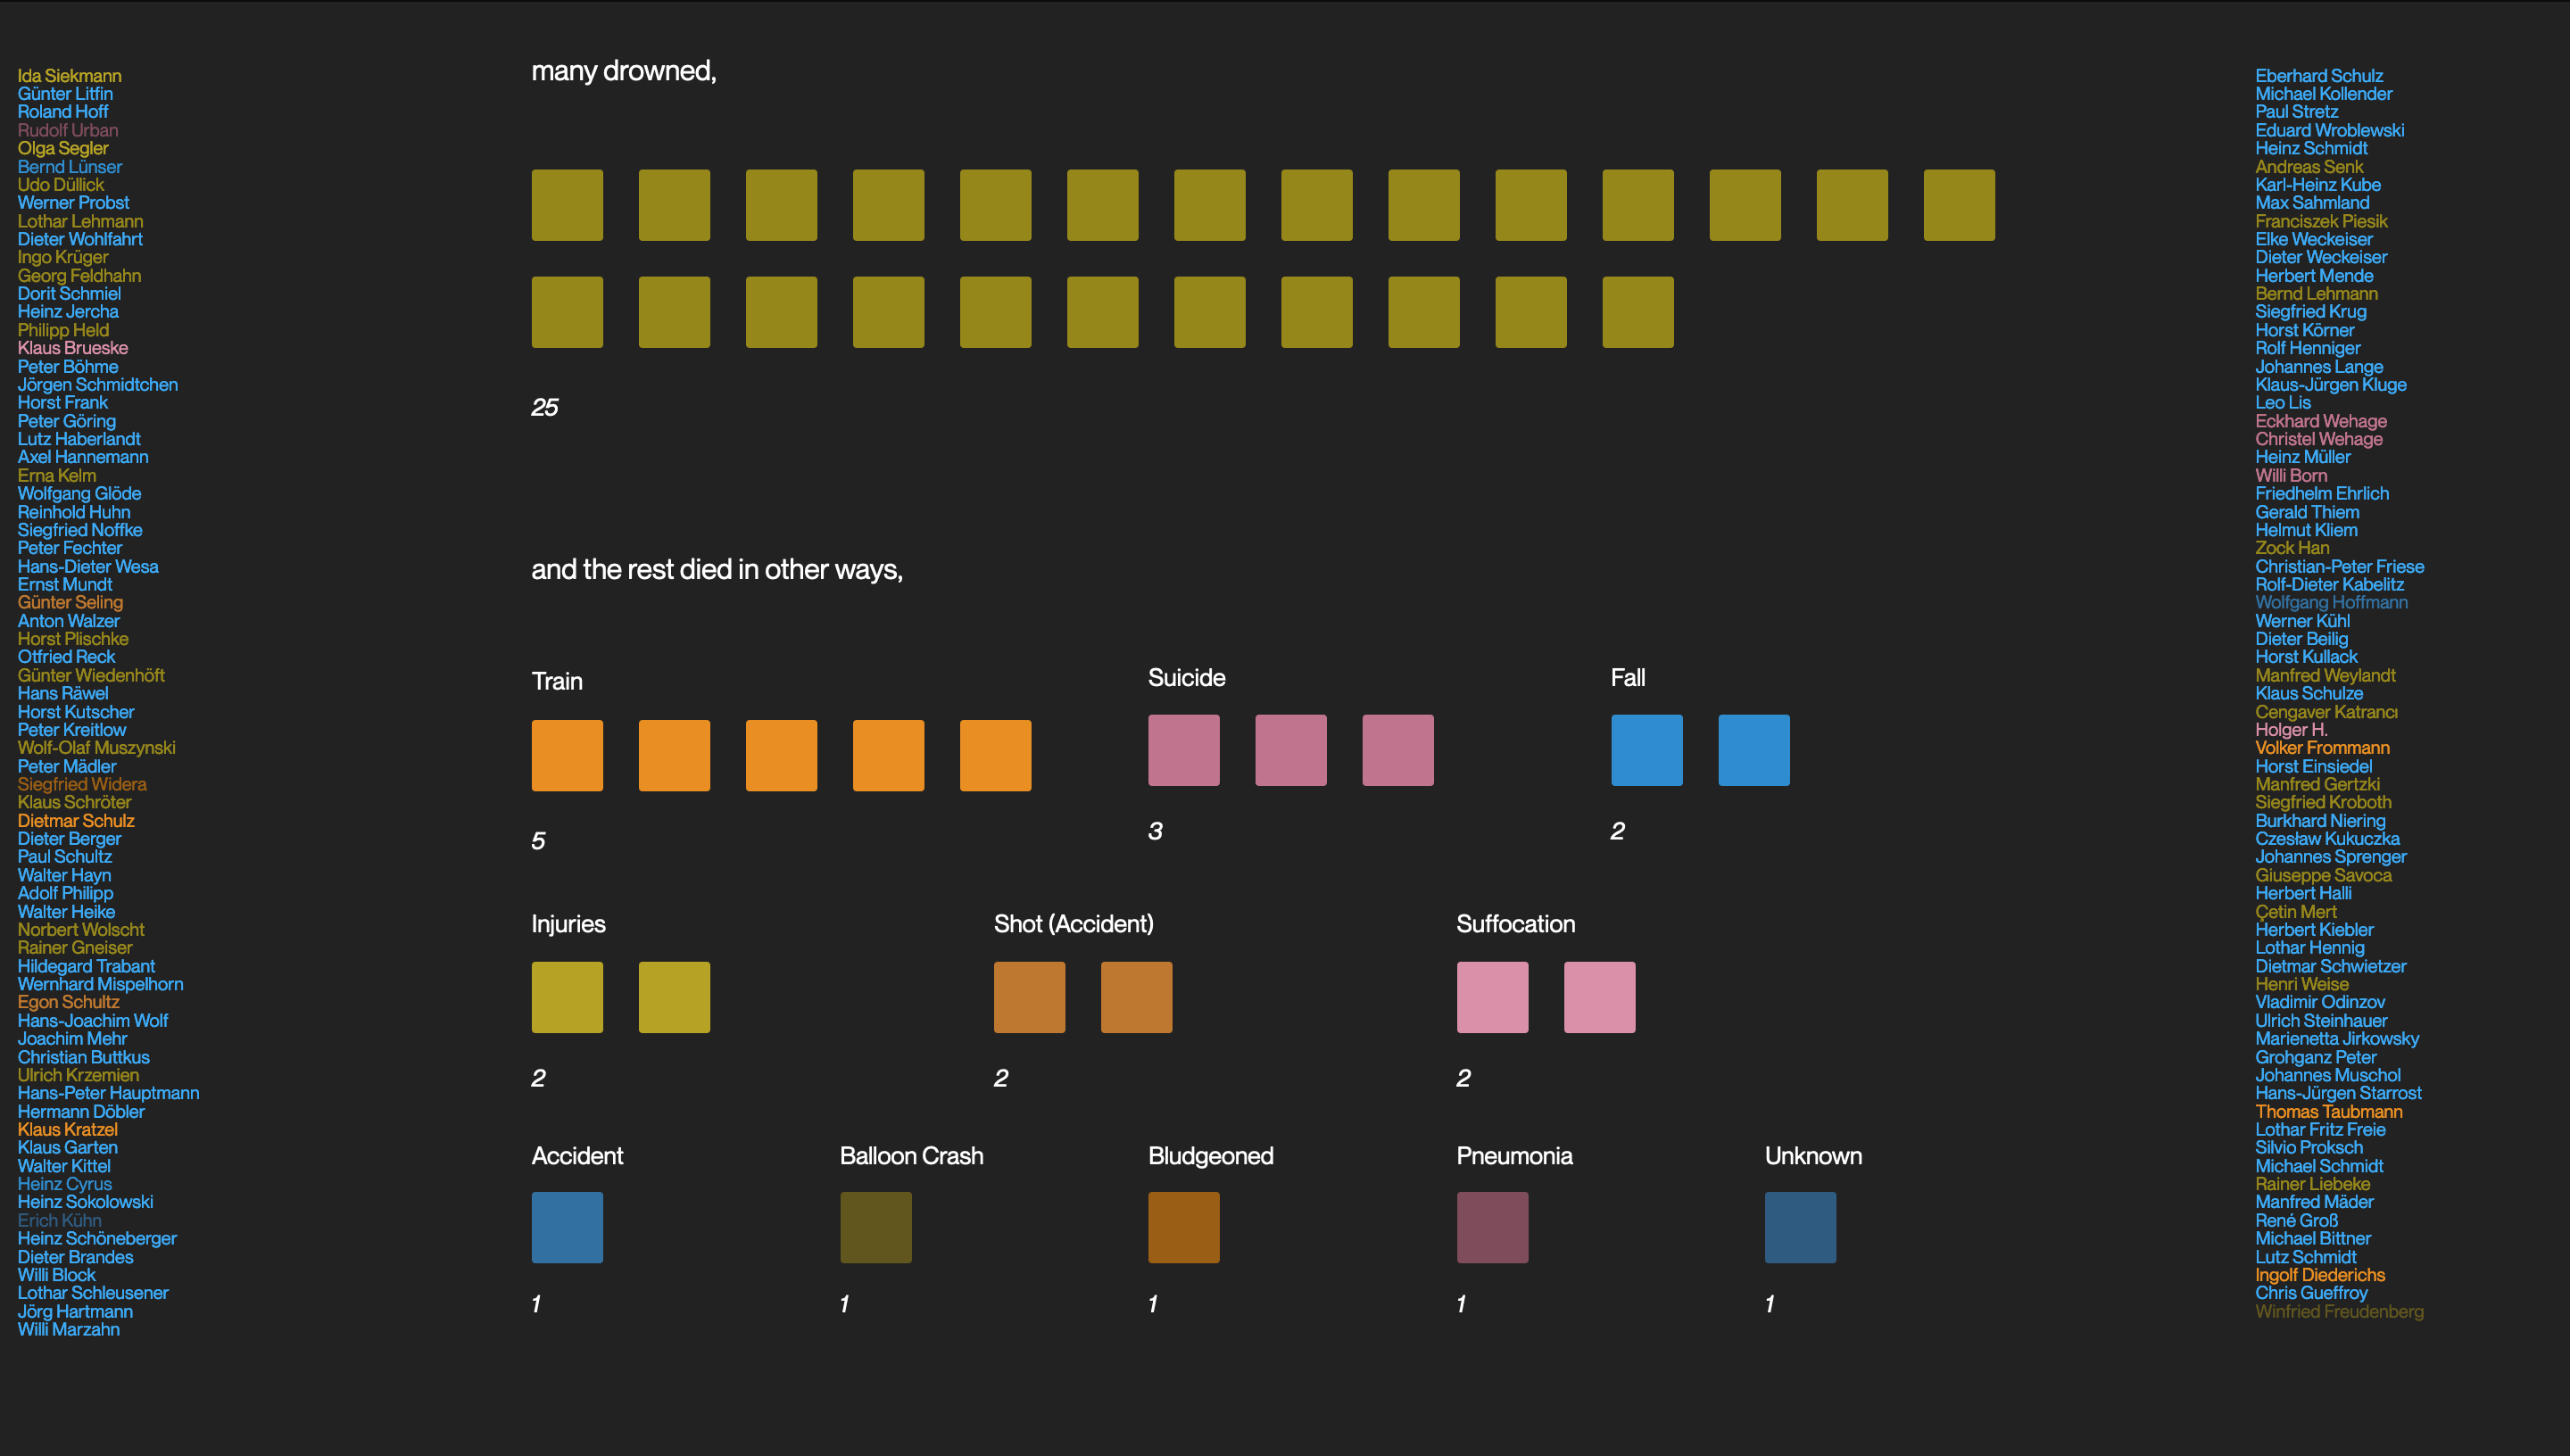 Ida Siekmann
Günter Litfin
Roland Hoff
Rudolf Urban
Olga Segler
Bernd Lünser
Udo Düllick
Werner Probst
Lothar Lehmann
Dieter Wohlfahrt
Ingo Krüger
Georg Feldhahn
Dorit Schmiel
Heinz Jercha
Philipp Held
Klaus Brueske
Peter Böhme
Jörgen Schmidtchen
Horst Frank
Peter Göring
Lutz Haberlandt
Axel Hannemann
Erna Kelm
Wolfgang Glöde
Reinhold Huhn
Siegfried Noffke
Peter Fechter
Hans-Dieter Wesa
Ernst Mundt
Günter Seling
Anton Walzer
Horst Plischke
Otfried Reck
Günter Wiedenhöft
Hans Räwel
Horst Kutscher
Peter Kreitlow
Wolf-Olaf Muszynski
Peter Mädler
Siegfried Widera
Klaus Schröter
Dietmar Schulz
Dieter Berger
Paul Schultz
Walter Hayn
Adolf Philipp
Walter Heike
Norbert Wolscht
Rainer Gneiser
Hildegard Trabant
Wernhard Mispelhorn
Egon Schultz
Hans-Joachim Wolf
Joachim Mehr
Christian Buttkus
Ulrich Krzemien
Hans-Peter Hauptmann
Hermann Döbler
Klaus Kratzel
Klaus Garten
Walter Kittel
Heinz Cyrus
Heinz Sokolowski
Erich Kühn
Heinz Schöneberger
Dieter Brandes
Willi Block
Lothar Schleusener
Jörg Hartmann
Willi Marzahn
many drowned,
25
and the rest died in other ways,
Train
5
Suicide
3
Fall
2
Injuries
2
Shot (Accident)
2
Suffocation
2
Accident
1
Balloon Crash
1
Bludgeoned
1
Pneumonia
1
Unknown
1
Eberhard Schulz
Michael Kollender
Paul Stretz
Eduard Wroblewski
Heinz Schmidt
Andreas Senk
Karl-Heinz Kube
Max Sahmland
Franciszek Piesik
Elke Weckeiser
Dieter Weckeiser
Herbert Mende
Bernd Lehmann
Siegfried Krug
Horst Körner
Rolf Henniger
Johannes Lange
Klaus-Jürgen Kluge
Leo Lis
Eckhard Wehage
Christel Wehage
Heinz Müller
Willi Born
Friedhelm Ehrlich
Gerald Thiem
Helmut Kliem
Zock Han
Christian-Peter Friese
Rolf-Dieter Kabelitz
Wolfgang Hoffmann
Werner Kühl
Dieter Beilig
Horst Kullack
Manfred Weylandt
Klaus Schulze
Cengaver Katrancı
Holger H.
Volker Frommann
Horst Einsiedel
Manfred Gertzki
Siegfried Kroboth
Burkhard Niering
Czesław Kukuczka
Johannes Sprenger
Giuseppe Savoca
Herbert Halli
Çetin Mert
Herbert Kiebler
Lothar Hennig
Dietmar Schwietzer
Henri Weise
Vladimir Odinzov
Ulrich Steinhauer
Marienetta Jirkowsky
Grohganz Peter
Johannes Muschol
Hans-Jürgen Starrost
Thomas Taubmann
Lothar Fritz Freie
Silvio Proksch
Michael Schmidt
Rainer Liebeke
Manfred Mäder
René Groß
Michael Bittner
Lutz Schmidt
Ingolf Diederichs
Chris Gueffroy
Winfried Freudenberg